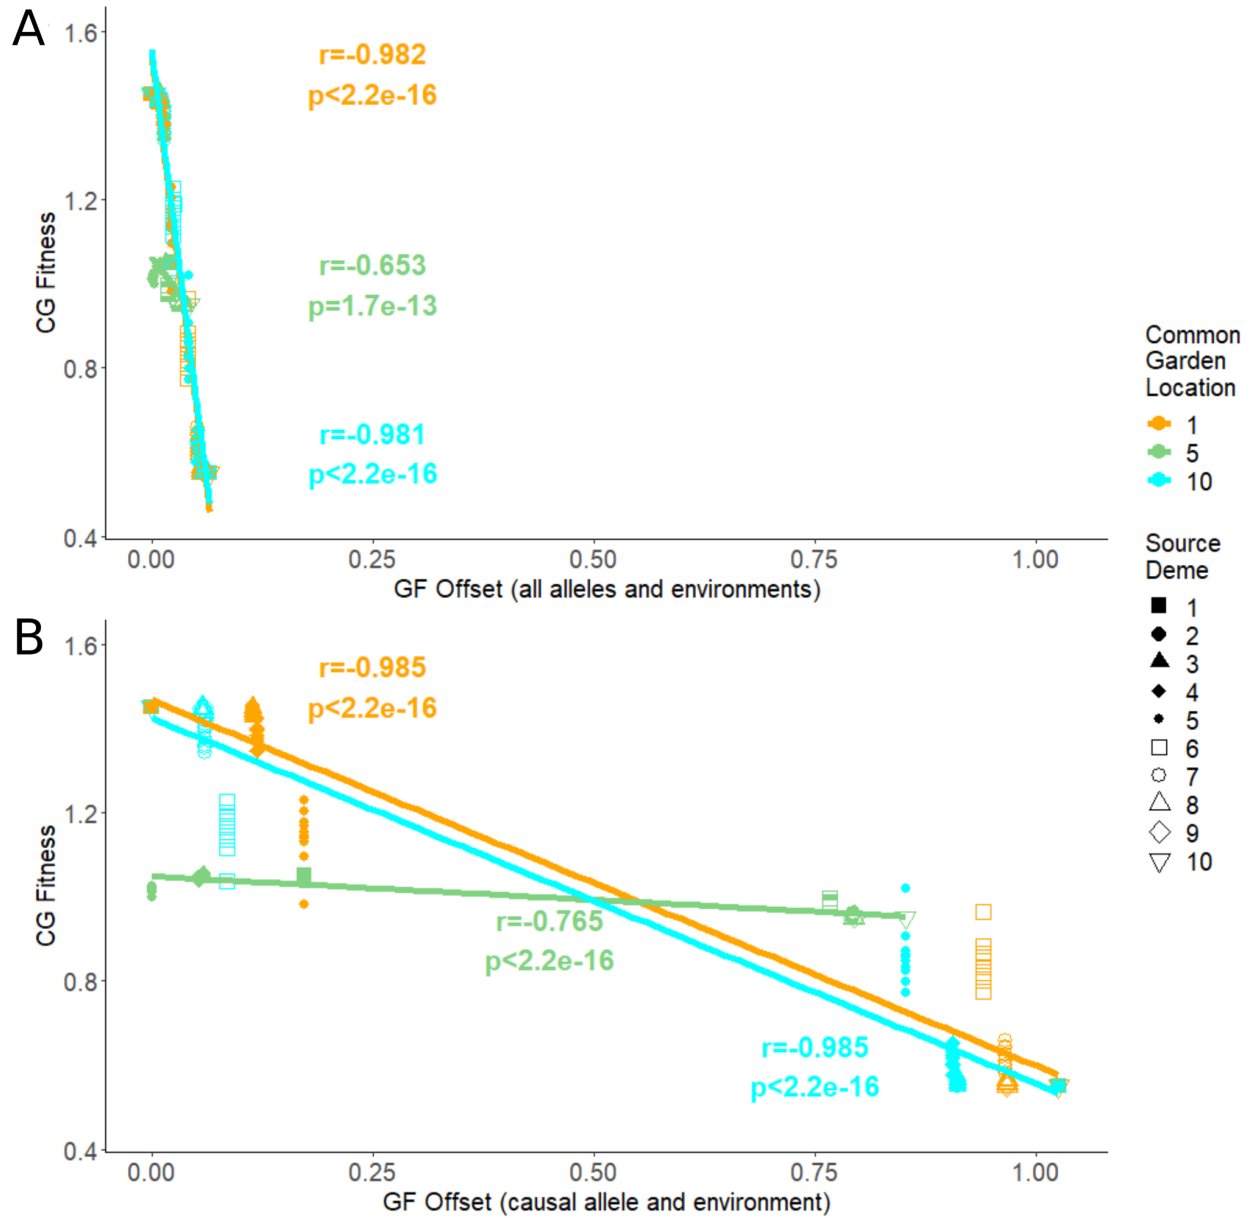 A
1.6
1.2
0.8
0.4
CG Fitness
r=-0.982
p<2.2e-16
r=-0.653
p=1.7e-13
r=-0.981
p<2.2e-16
0.00 0.25 0.50 0.75 1.00
GF Offset (all alleles and environments)
B
1.6
1.2
0.8
0.4
CG Fitness
r=-0.985
p<2.2e-16
r=-0.765
p<2.2e-16
r=-0.985
p<2.2e-16
0.00 0.25 0.50 0.75 1.00
GF Offset (causal allele and environment)
Common
Garden
Location
1
5
10
Source
Deme
1
2
3
4
5
6
7
8
9
10